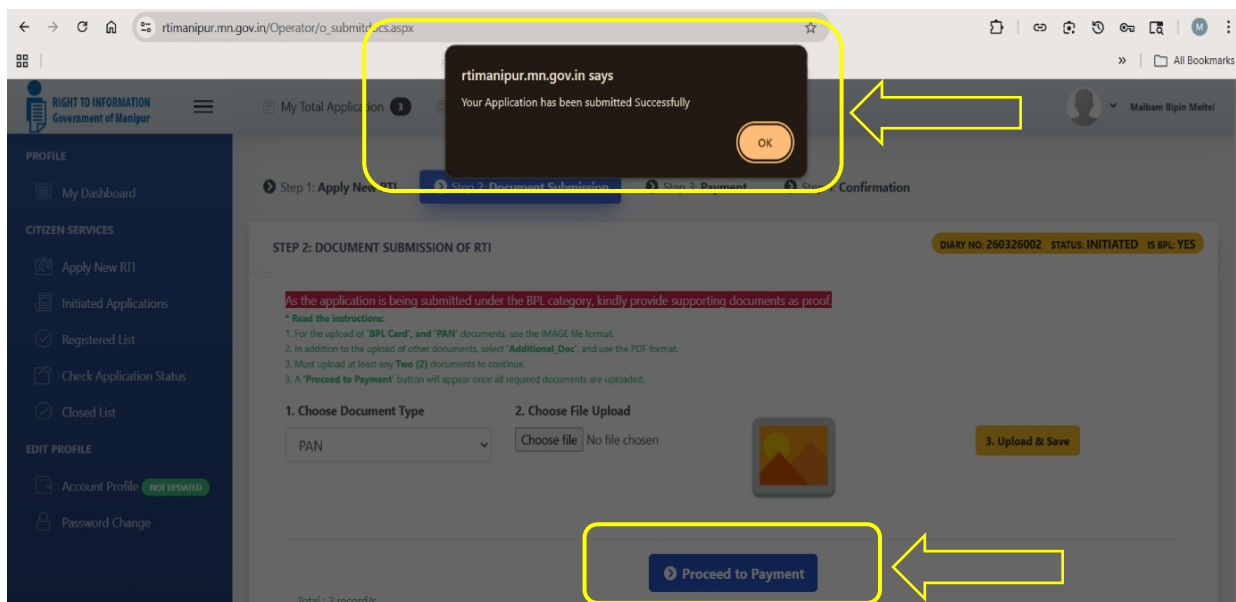 rtimanipur.mn.gov.in/Operator/o_submitdocs.aspx
M
All Bookmarks
rtimanipur.mn.gov.in says
Your Application has been submitted Successfully
OK
RIGHT TO INFORMATION
Government of Manipur
My Total Application 3
Maibam Bipin Meitei
PROFILE
My Dashboard
Step 1: Apply New RTI
Step 2: Document Submission
Step 3: Payment
Step 4: Confirmation
CITIZEN SERVICES
STEP 2: DOCUMENT SUBMISSION OF RTI
DIARY NO: 260326002 STATUS: INITIATED IS BPL: YES
Apply New RTI
Initiated Applications
Registered List
Check Application Status
Closed List
EDIT PROFILE
Account Profile NOT UPDATED
Password Change
As the application is being submitted under the BPL category, kindly provide supporting documents as proof.
* Read the instructions:
1. For the upload of 'BPL Card', and 'PAN' documents, use the IMAGE file format.
2. In addition to the upload of other documents, select 'Additional_Doc', and use the PDF format.
3. Must upload at least any Two (2) documents to continue.
3. A 'Proceed to Payment' button will appear once all required documents are uploaded.
1. Choose Document Type
2. Choose File Upload
PAN
Choose file No file chosen
3. Upload & Save
Proceed to Payment
Total : 2 record/s